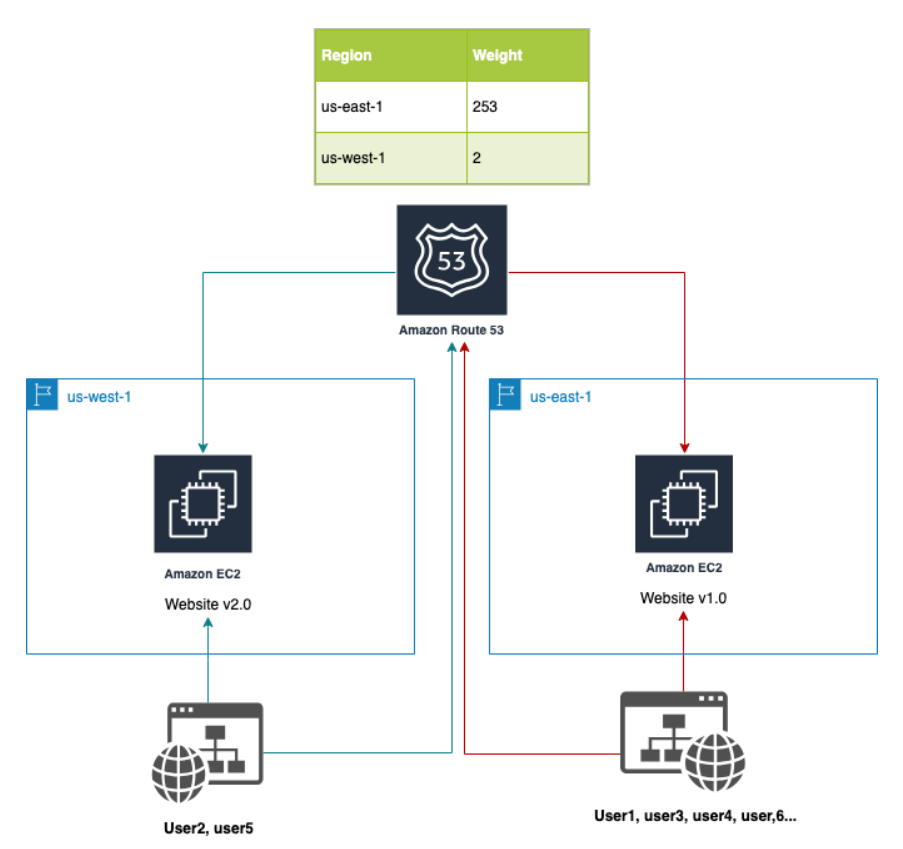 Region Weight
us-east-1 253
us-west-1 2
53
Amazon Route 53
us-west-1
us-east-1
Amazon EC2
Website v2.0
Amazon EC2
Website v1.0
User2, user5
User1, user3, user4, user,6...